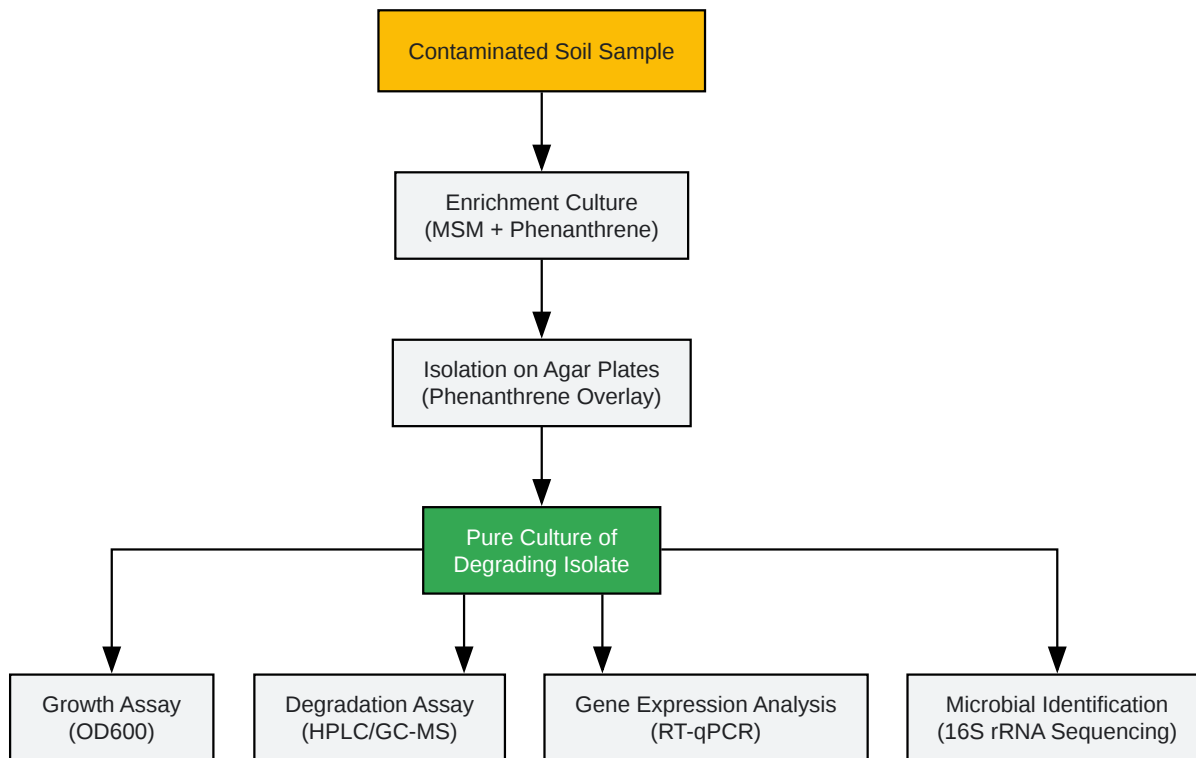 Contaminated Soil Sample
Enrichment Culture
(MSM + Phenanthrene)
Isolation on Agar Plates
(Phenanthrene Overlay)
Pure Culture of
Degrading Isolate
Growth Assay
(OD600)
Degradation Assay
(HPLC/GC-MS)
Gene Expression Analysis
(RT-qPCR)
Microbial Identification
(16S rRNA Sequencing)